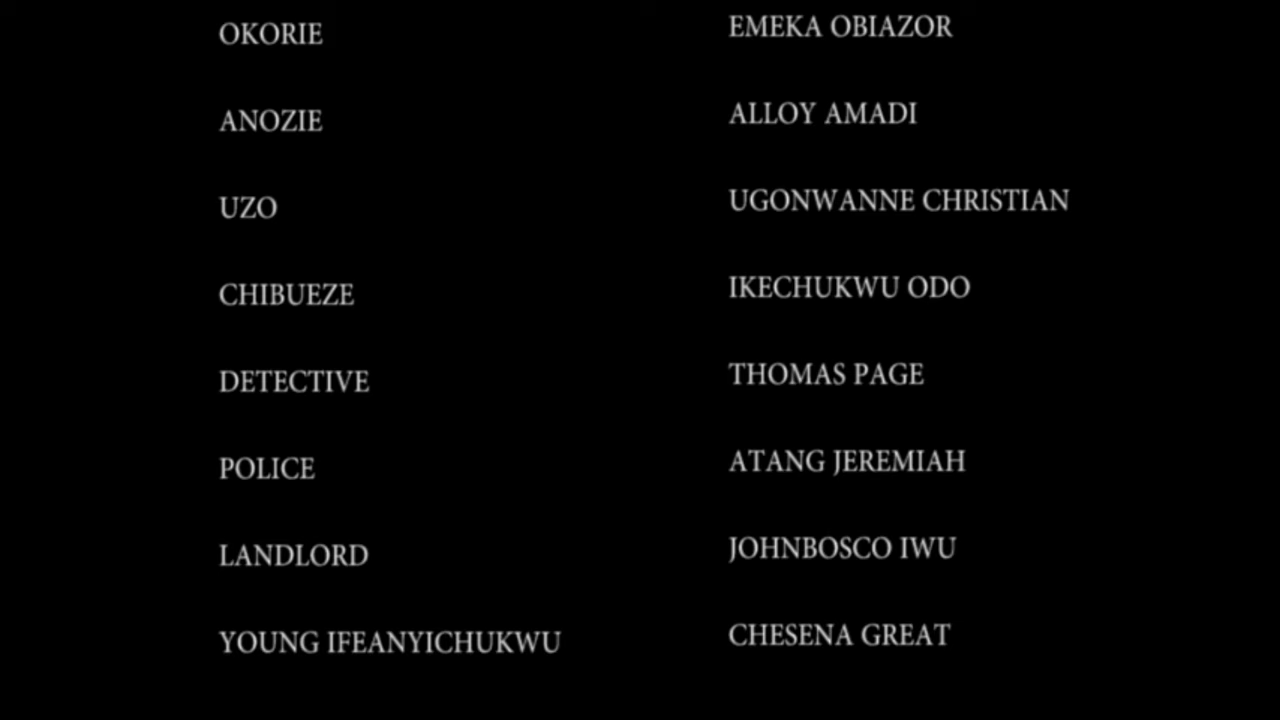 OKORIE EMEKA OBIAZOR
ANOZIE ALLOY AMADI
UZO UGONWANNE CHRISTIAN
CHIBUEZE IKECHUKWU ODO
DETECTIVE THOMAS PAGE
POLICE ATANG JEREMIAH
LANDLORD JOHNBOSCO IWU
YOUNG IFEANYICHUKWU CHESENA GREAT